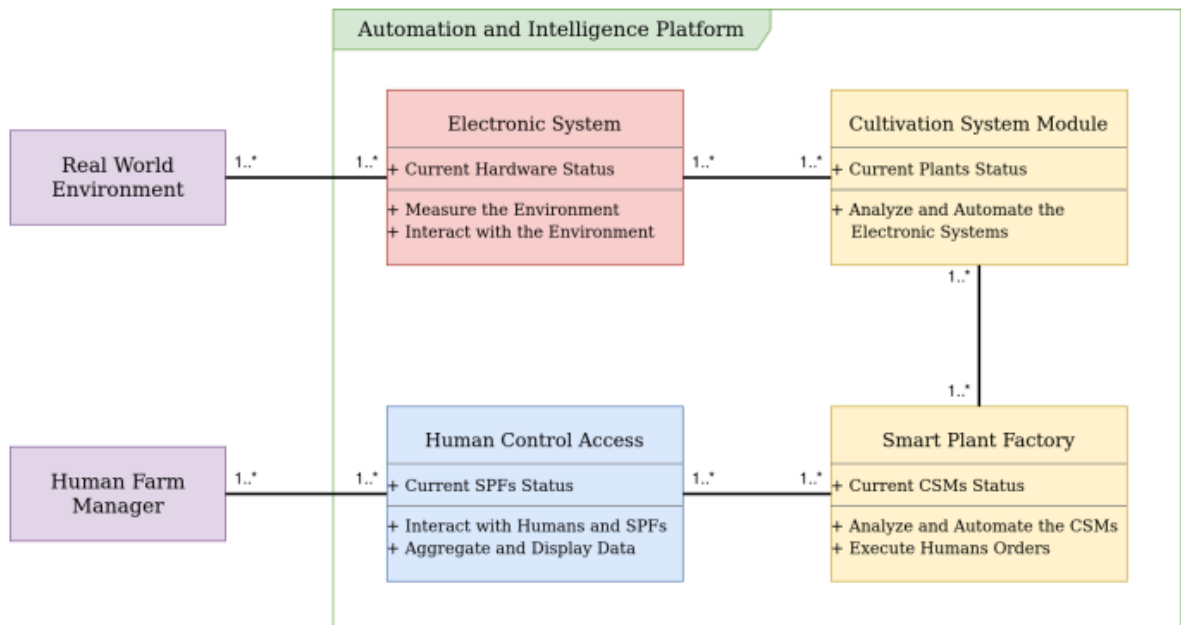 Automation and Intelligence Platform
Real World
Environment
1..*
1..*
Electronic System
+ Current Hardware Status
+ Measure the Environment
+ Interact with the Environment
1..*
1..*
Cultivation System Module
+ Current Plants Status
+ Analyze and Automate the
Electronic Systems
1..*
1..*
Human Farm
Manager
1..*
1..*
Human Control Access
+ Current SPFs Status
+ Interact with Humans and SPFs
+ Aggregate and Display Data
1..*
1..*
Smart Plant Factory
+ Current CSMs Status
+ Analyze and Automate the CSMs
+ Execute Humans Orders